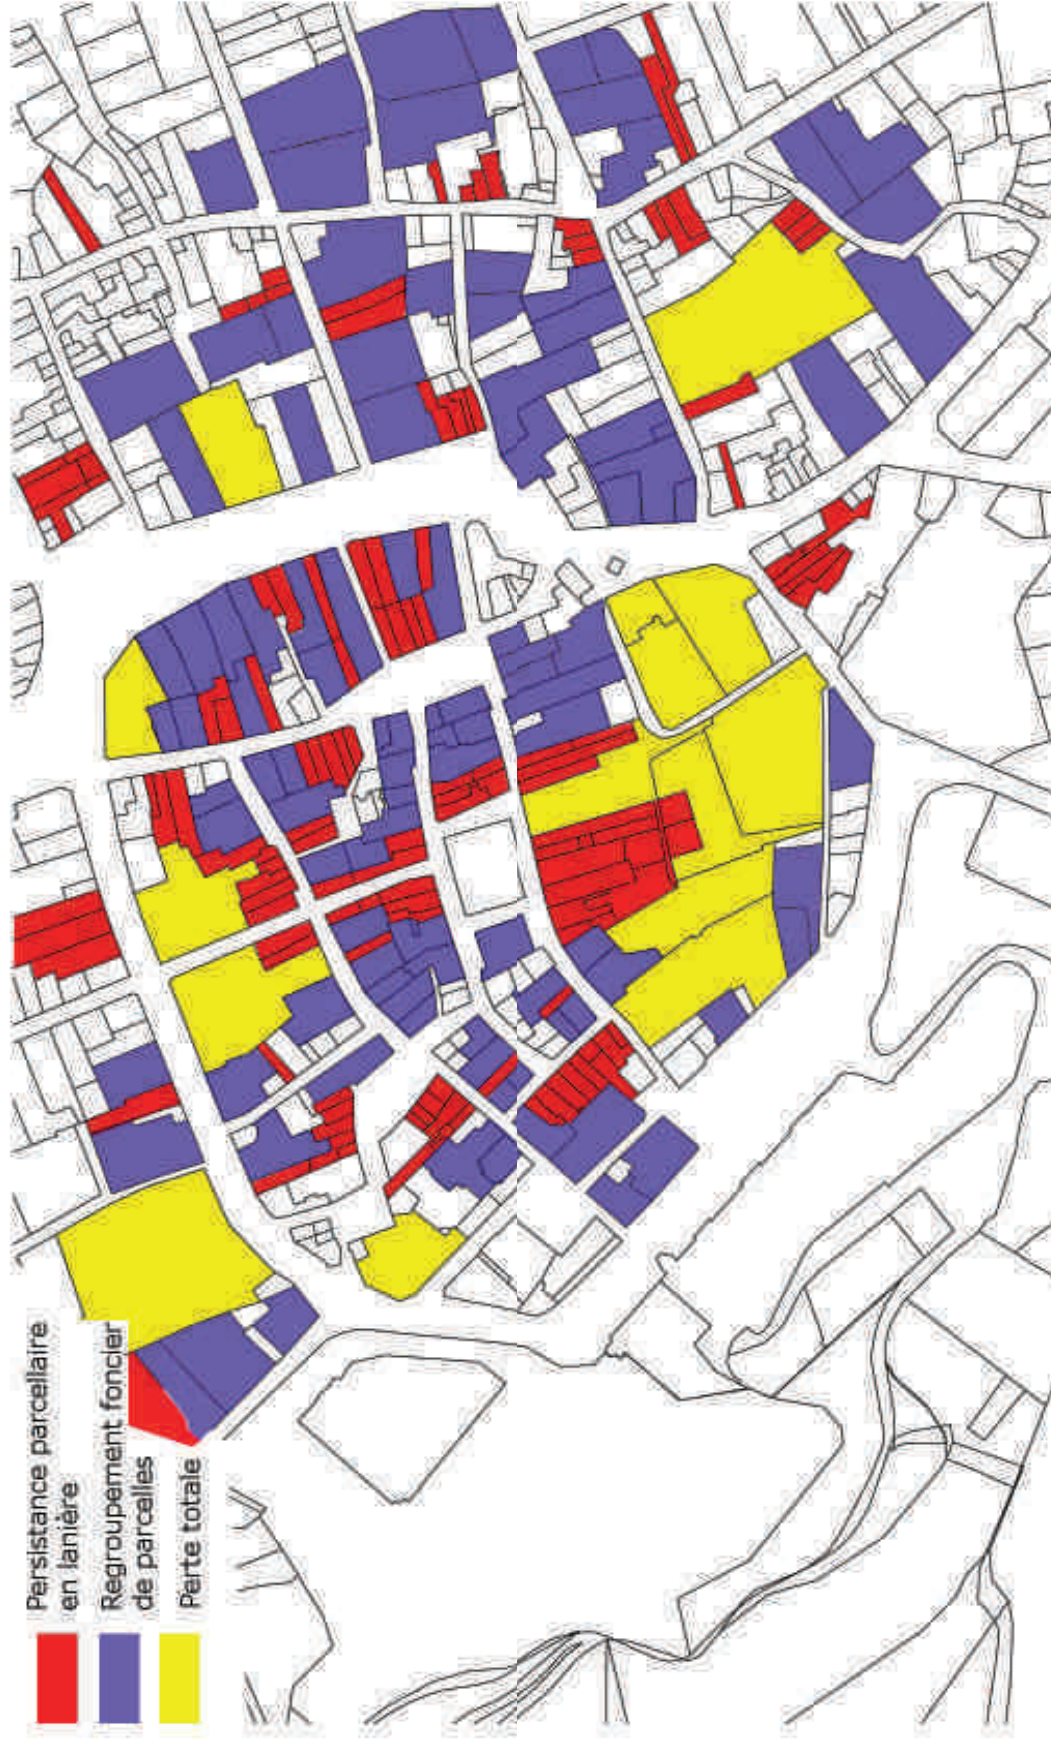 Persistance parcellaire
en lanière
Regroupement foncier
de parcelles
Perte totale